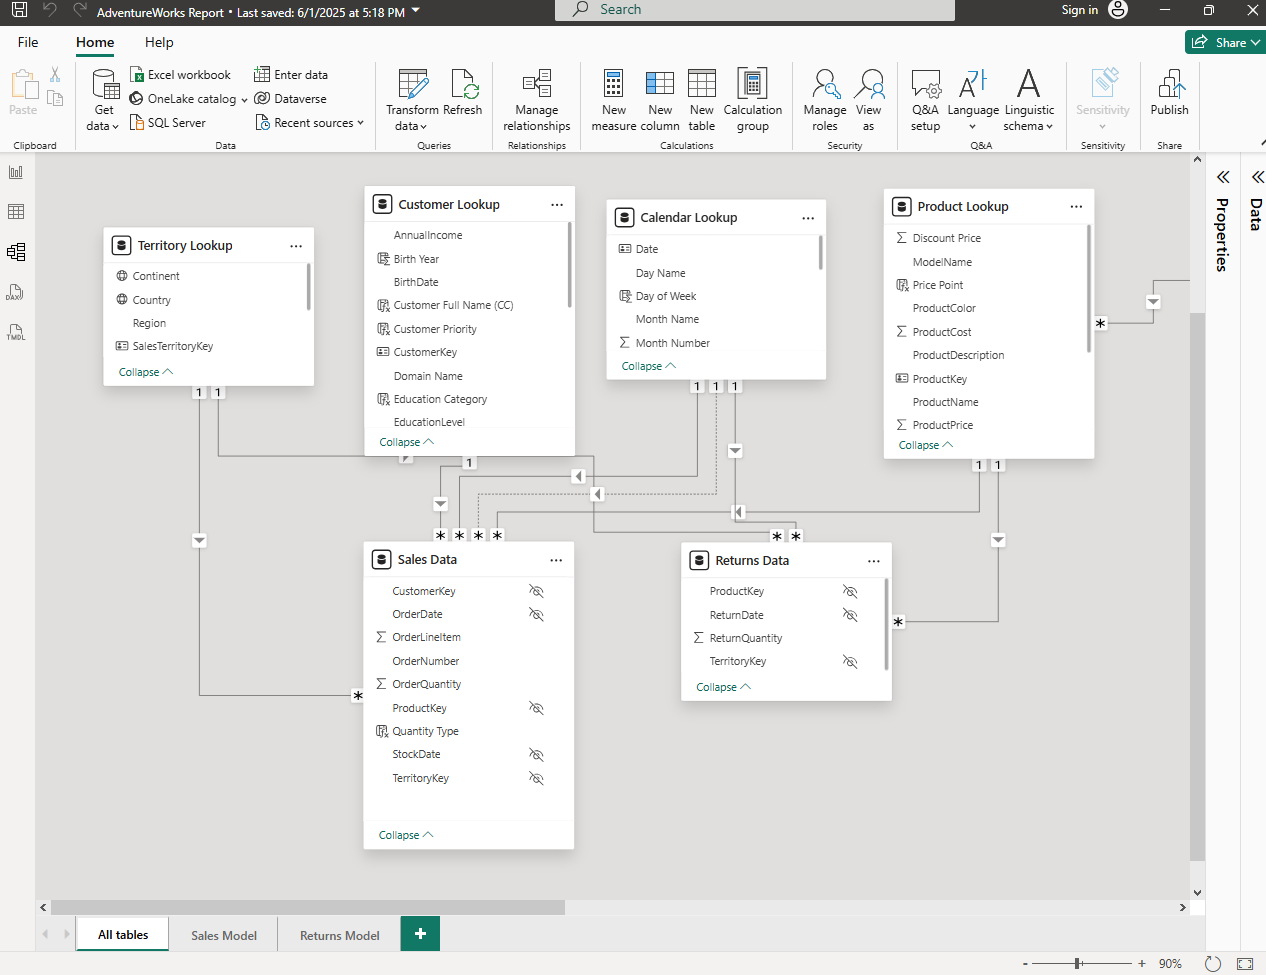 AdventureWorks Report • Last saved: 6/1/2025 at 5:18 PM
Search
Sign in
File
Home
Help
Share
Paste
Clipboard
Get data
Excel workbook
OneLake catalog
SQL Server
Enter data
Dataverse
Recent sources
Data
Transform data
Refresh
Queries
Manage relationships
Relationships
New measure
New column
New table
Calculation group
Calculations
Manage roles
View as
Security
Q&A setup
Language
Linguistic schema
Q&A
Sensitivity
Sensitivity
Publish
Share
DAX
TMDL
Territory Lookup
Continent
Country
Region
SalesTerritoryKey
Collapse
Customer Lookup
AnnualIncome
Birth Year
BirthDate
Customer Full Name (CC)
Customer Priority
CustomerKey
Domain Name
Education Category
EducationLevel
Collapse
Calendar Lookup
Date
Day Name
Day of Week
Month Name
Month Number
Collapse
Product Lookup
Discount Price
ModelName
Price Point
ProductColor
ProductCost
ProductDescription
ProductKey
ProductName
ProductPrice
Collapse
1
1
1
1
1
1
1
1
*
*
*
*
*
*
*
*
*
Sales Data
CustomerKey
OrderDate
OrderLineItem
OrderNumber
OrderQuantity
ProductKey
Quantity Type
StockDate
TerritoryKey
Collapse
Returns Data
ProductKey
ReturnDate
ReturnQuantity
TerritoryKey
Collapse
Properties
Data
All tables
Sales Model
Returns Model
+
-
+
90%